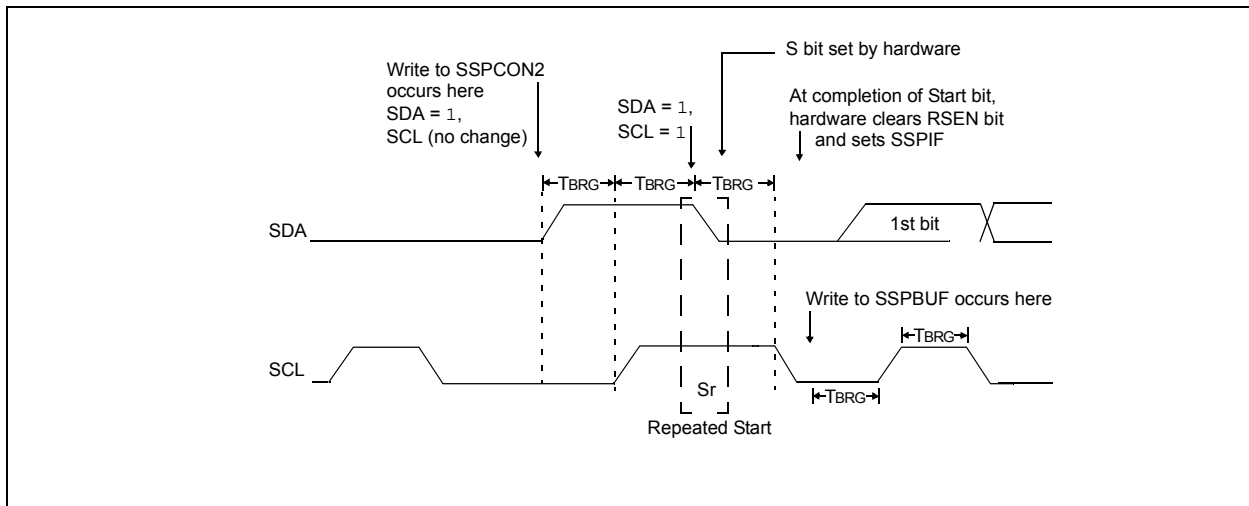 S bit set by hardware
Write to SSPCON2
occurs here
SDA = 1,
SCL (no change)
SDA = 1,
SCL = 1
At completion of Start bit,
hardware clears RSEN bit
and sets SSPIF
TBRG TBRG TBRG
SDA
1st bit
Write to SSPBUF occurs here
TBRG
SCL
Sr
TBRG
Repeated Start